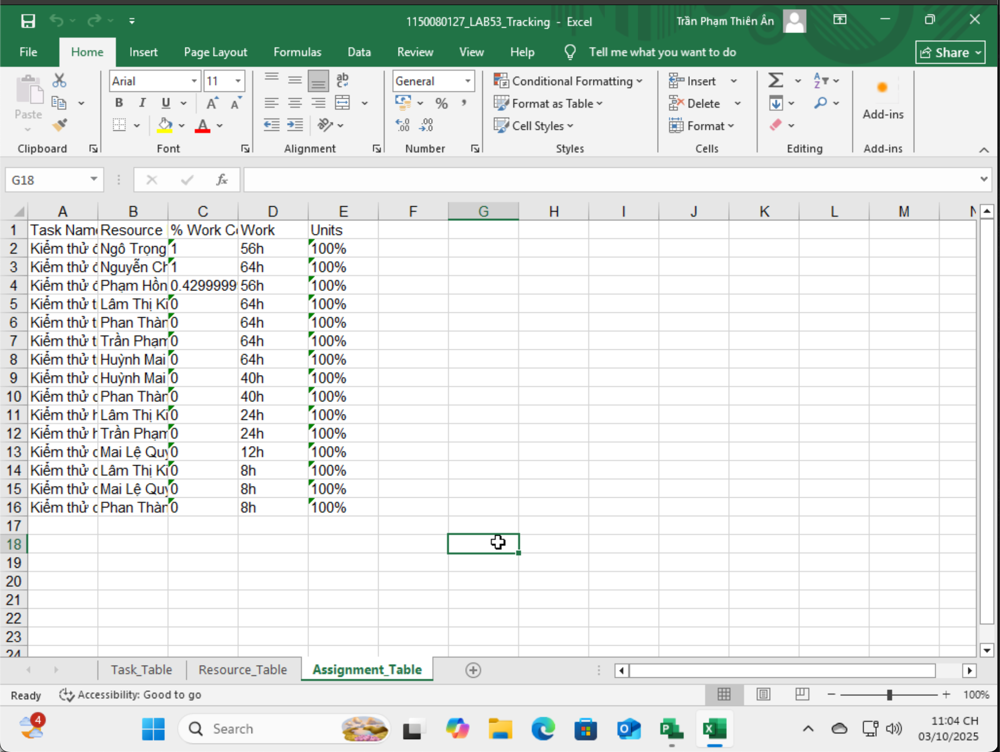 1150080127_LAB53_Tracking - Excel
Trần Phạm Thiên Ân
File Home Insert Page Layout Formulas Data Review View Help Tell me what you want to do Share
Paste
Arial 11
ab
General
Conditional Formatting
Insert
B I U A A
% ,
Format as Table
Delete
Add-ins
Cell Styles
Format
Clipboard Font Alignment Number Styles Cells Editing Add-ins
G18 fx
A B C D E F G H I J K L M
1 Task Name Resource % Work Co Work Units
2 Kiểm thử Ngô Trọng 1 56h 100%
3 Kiểm thử Nguyễn Ch 1 64h 100%
4 Kiểm thử Phạm Hồn 0.4299999 56h 100%
5 Kiểm thử t Lâm Thị Ki 0 64h 100%
6 Kiểm thử t Phan Thàn 0 64h 100%
7 Kiểm thử t Trần Phạm 0 64h 100%
8 Kiểm thử t Huỳnh Mai 0 64h 100%
9 Kiểm thử Huỳnh Mai 0 40h 100%
10 Kiểm thử Phan Thàn 0 40h 100%
11 Kiểm thử h Lâm Thị Ki 0 24h 100%
12 Kiểm thử h Trần Phạm 0 24h 100%
13 Kiểm thử Mai Lệ Quy 0 12h 100%
14 Kiểm thử Lâm Thị Ki 0 8h 100%
15 Kiểm thử Mai Lệ Quy 0 8h 100%
16 Kiểm thử Phan Thàn 0 8h 100%
17
18
19
20
21
22
23
24
Task_Table Resource_Table Assignment_Table
Ready Accessibility: Good to go 100%
4 Search 11:04 CH
03/10/2025